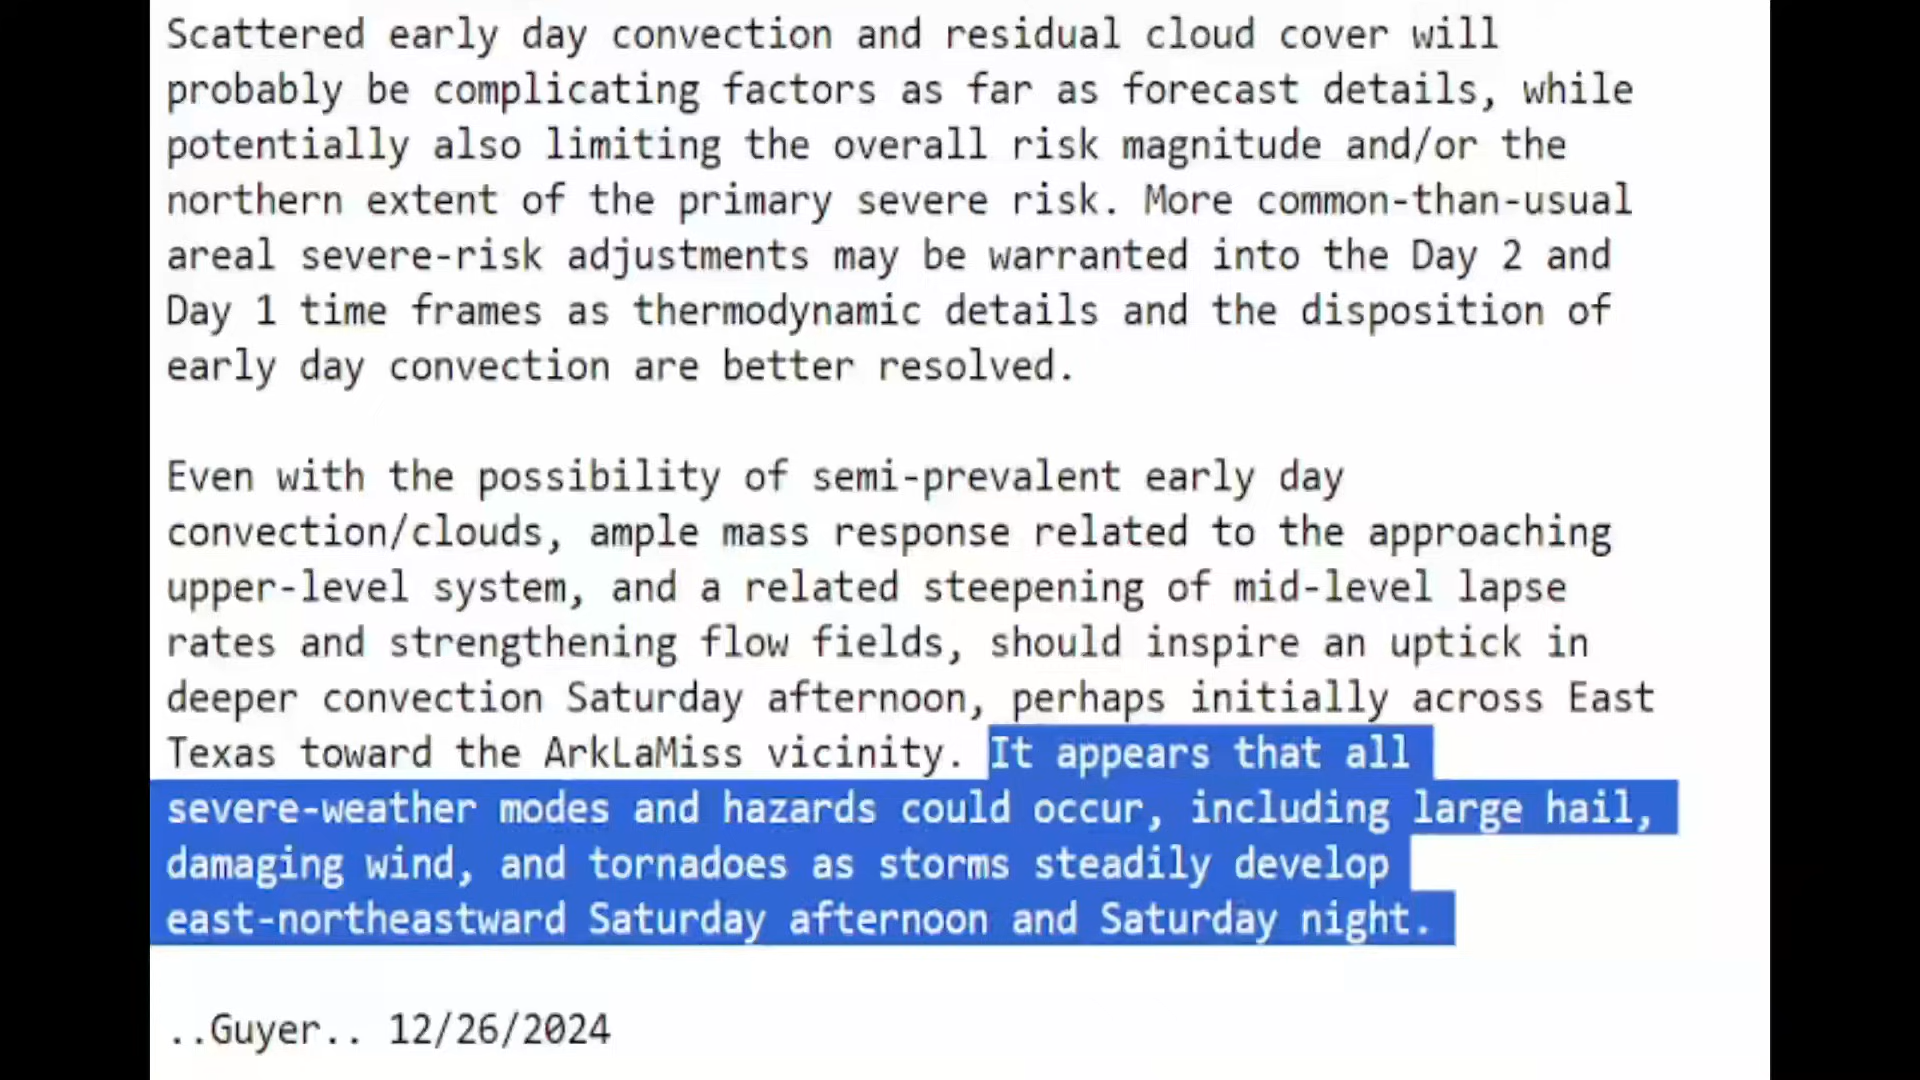 Scattered early day convection and residual cloud cover will
probably be complicating factors as far as forecast details, while
potentially also limiting the overall risk magnitude and/or the
northern extent of the primary severe risk. More common-than-usual
areal severe-risk adjustments may be warranted into the Day 2 and
Day 1 time frames as thermodynamic details and the disposition of
early day convection are better resolved.
Even with the possibility of semi-prevalent early day
convection/clouds, ample mass response related to the approaching
upper-level system, and a related steepening of mid-level lapse
rates and strengthening flow fields, should inspire an uptick in
deeper convection Saturday afternoon, perhaps initially across East
Texas toward the ArkLaMiss vicinity. It appears that all
severe-weather modes and hazards could occur, including large hail,
damaging wind, and tornadoes as storms steadily develop
east-northeastward Saturday afternoon and Saturday night.
..Guyer.. 12/26/2024